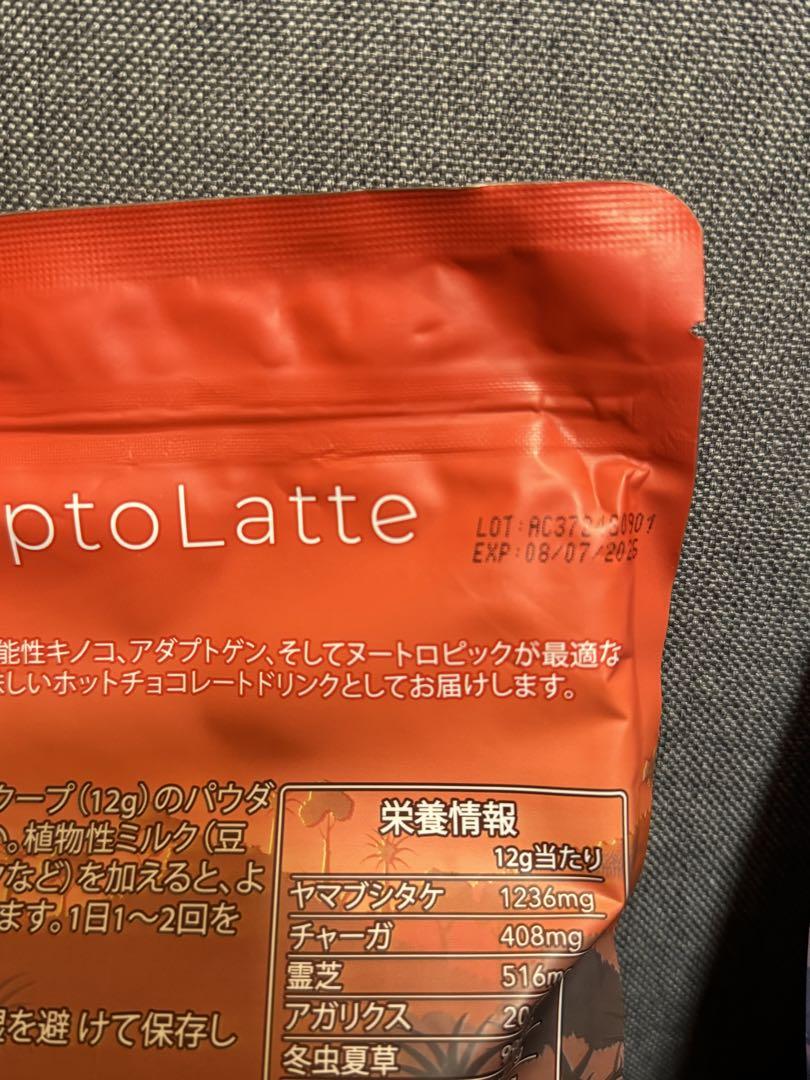 ptoLatte
EXP:08/07/2026
能性キノコ、アダプトゲン、そしてヌートロピックが最適な
しいホットチョコレートドリンクとしてお届けします。
クープ（12g）のパウダ
い。植物性ミルク（豆
など）を加えると、よ
ます。1日1〜2回を
を避けて保存し
栄養情報
12g当たり
ヤマブシタケ 1236mg
チャーガ 408mg
霊芝 516m
アガリクス
冬虫夏草